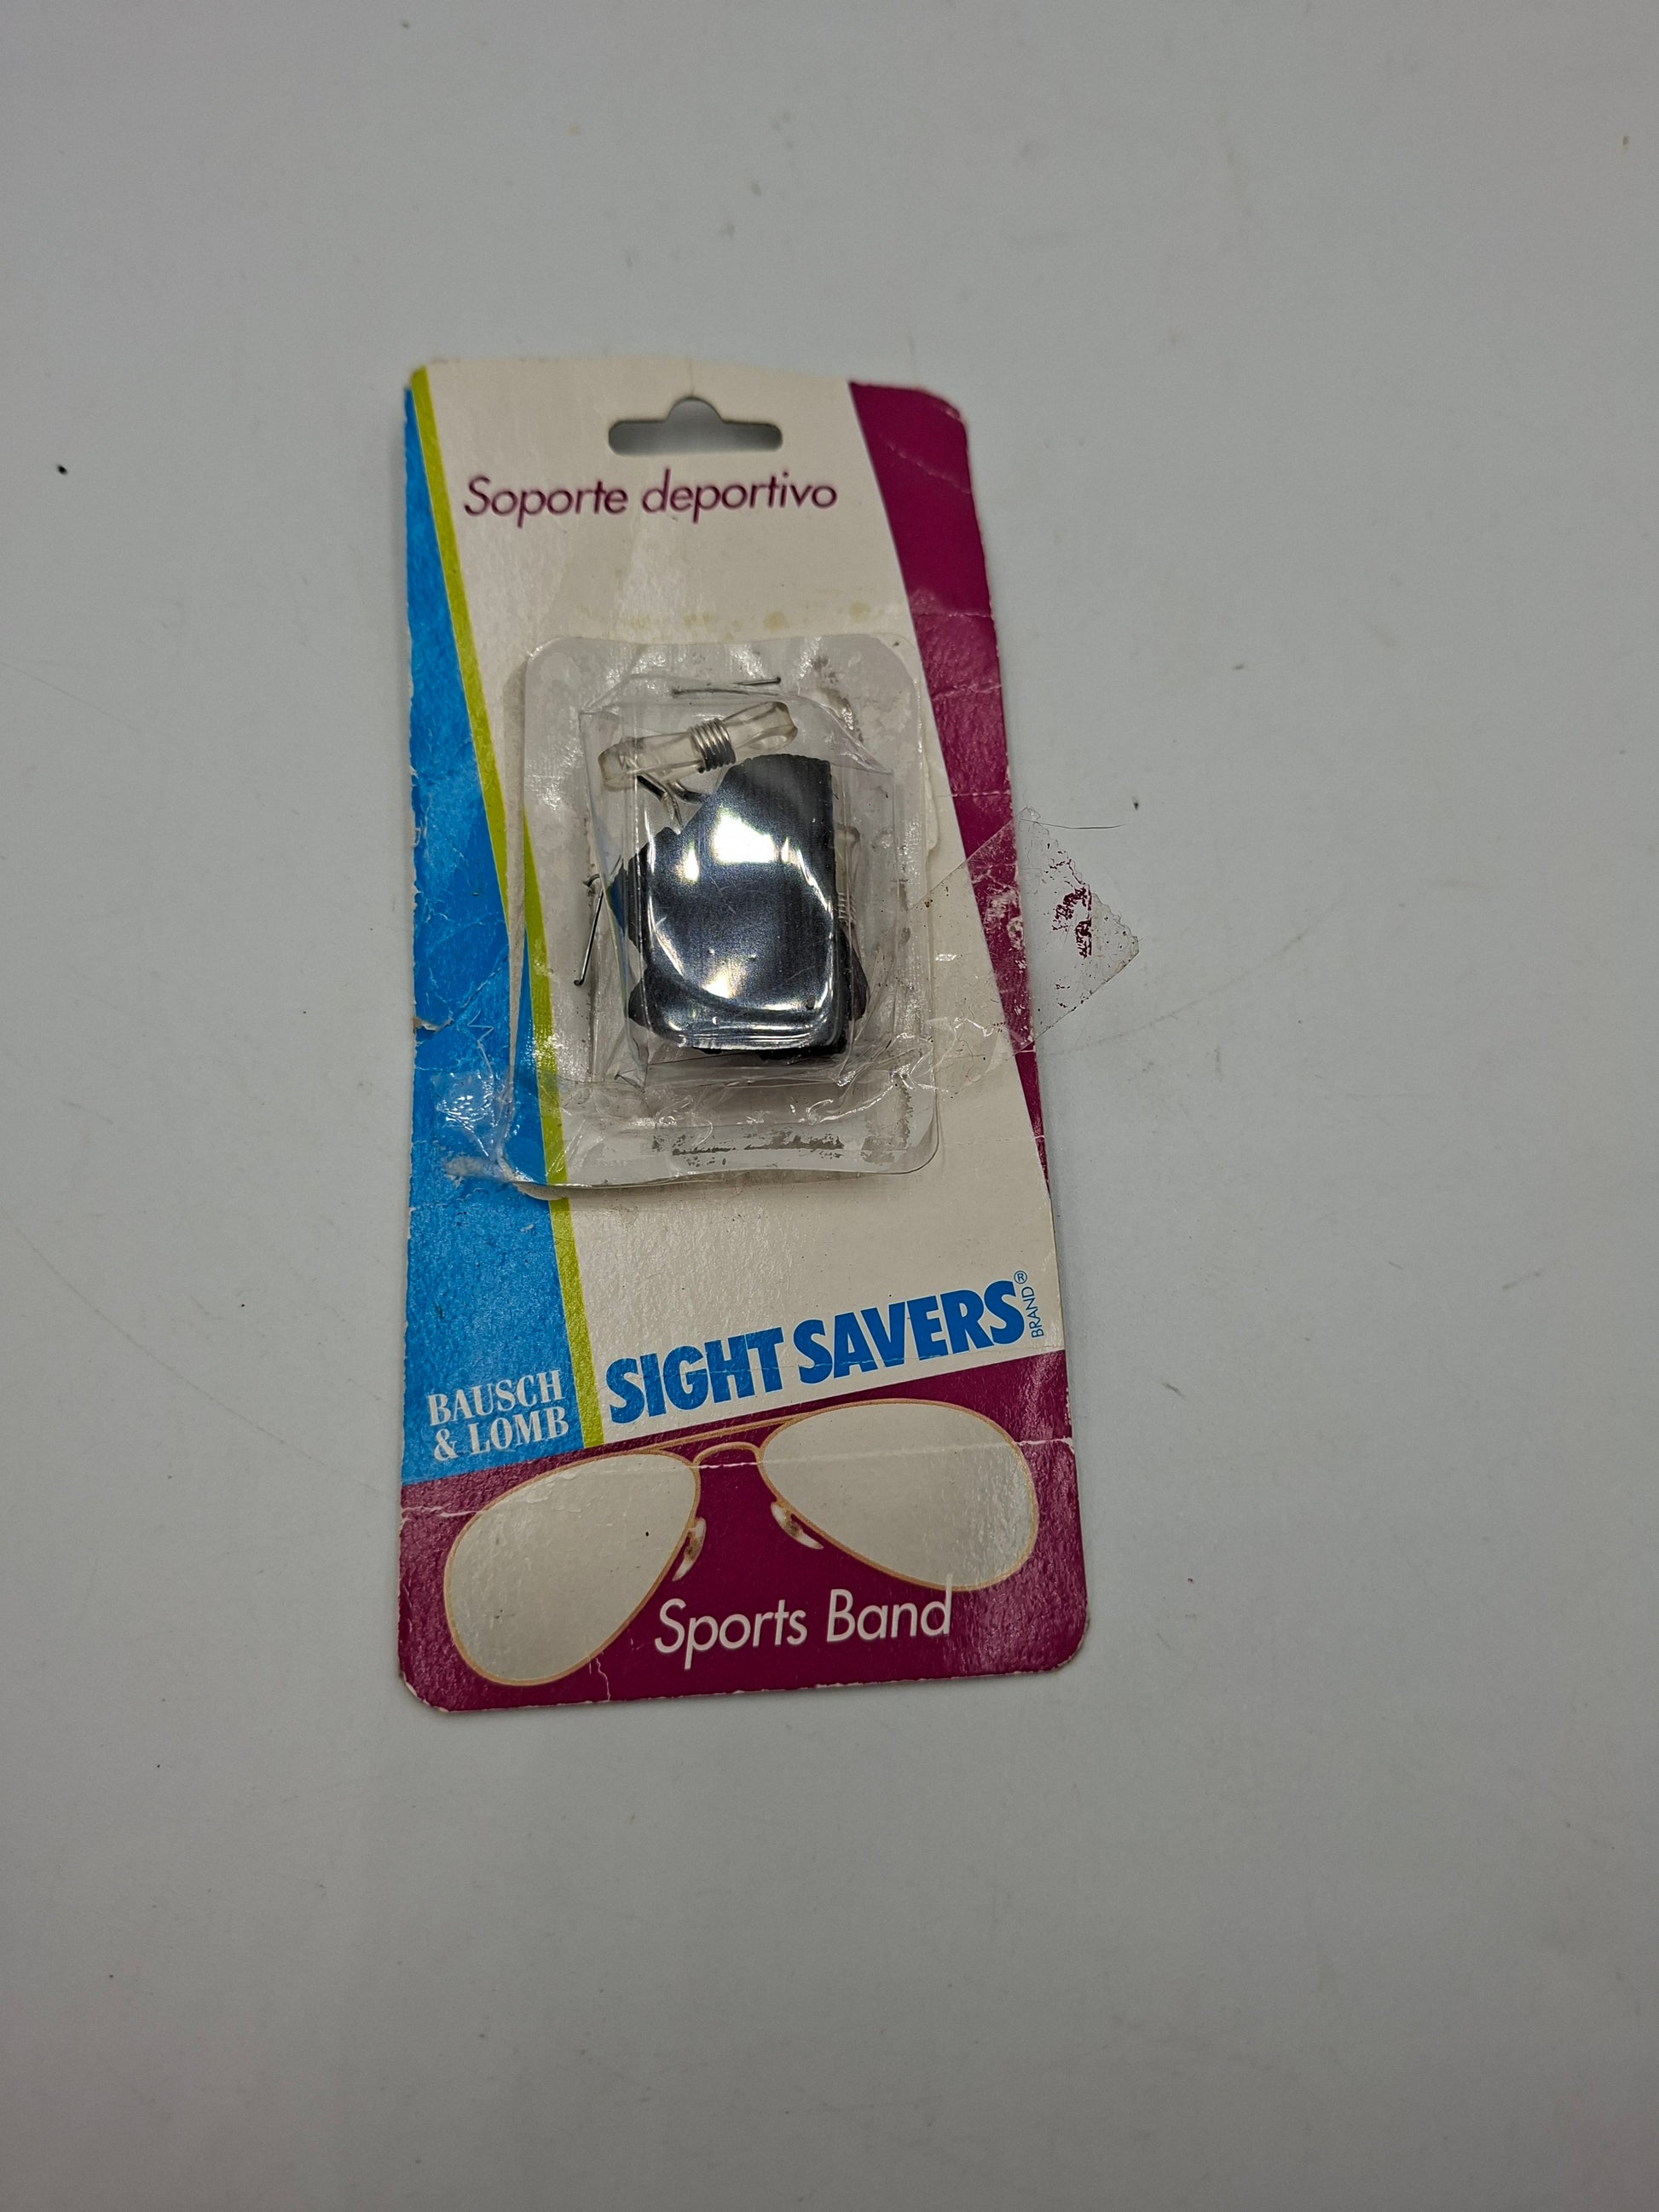 Soporte deportivo
SIGHT SAVERS®
BRAND
BAUSCH
& LOMB
Sports Band